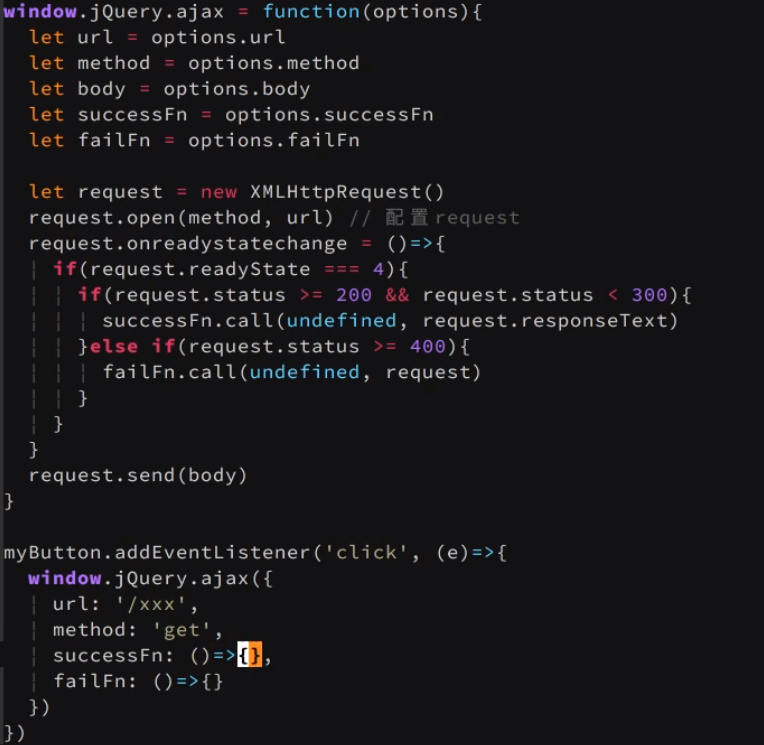 window.jQuery.ajax = function(options){
  let url = options.url
  let method = options.method
  let body = options.body
  let successFn = options.successFn
  let failFn = options.failFn

  let request = new XMLHttpRequest()
  request.open(method, url) // 配置request
  request.onreadystatechange = ()=>{
    if(request.readyState === 4){
      if(request.status >= 200 && request.status < 300){
        successFn.call(undefined, request.responseText)
      }else if(request.status >= 400){
        failFn.call(undefined, request)
      }
    }
  }
  request.send(body)
}

myButton.addEventListener('click', (e)=>{
  window.jQuery.ajax({
    url: '/xxx',
    method: 'get',
    successFn: ()=>{},
    failFn: ()=>{}
  })
})